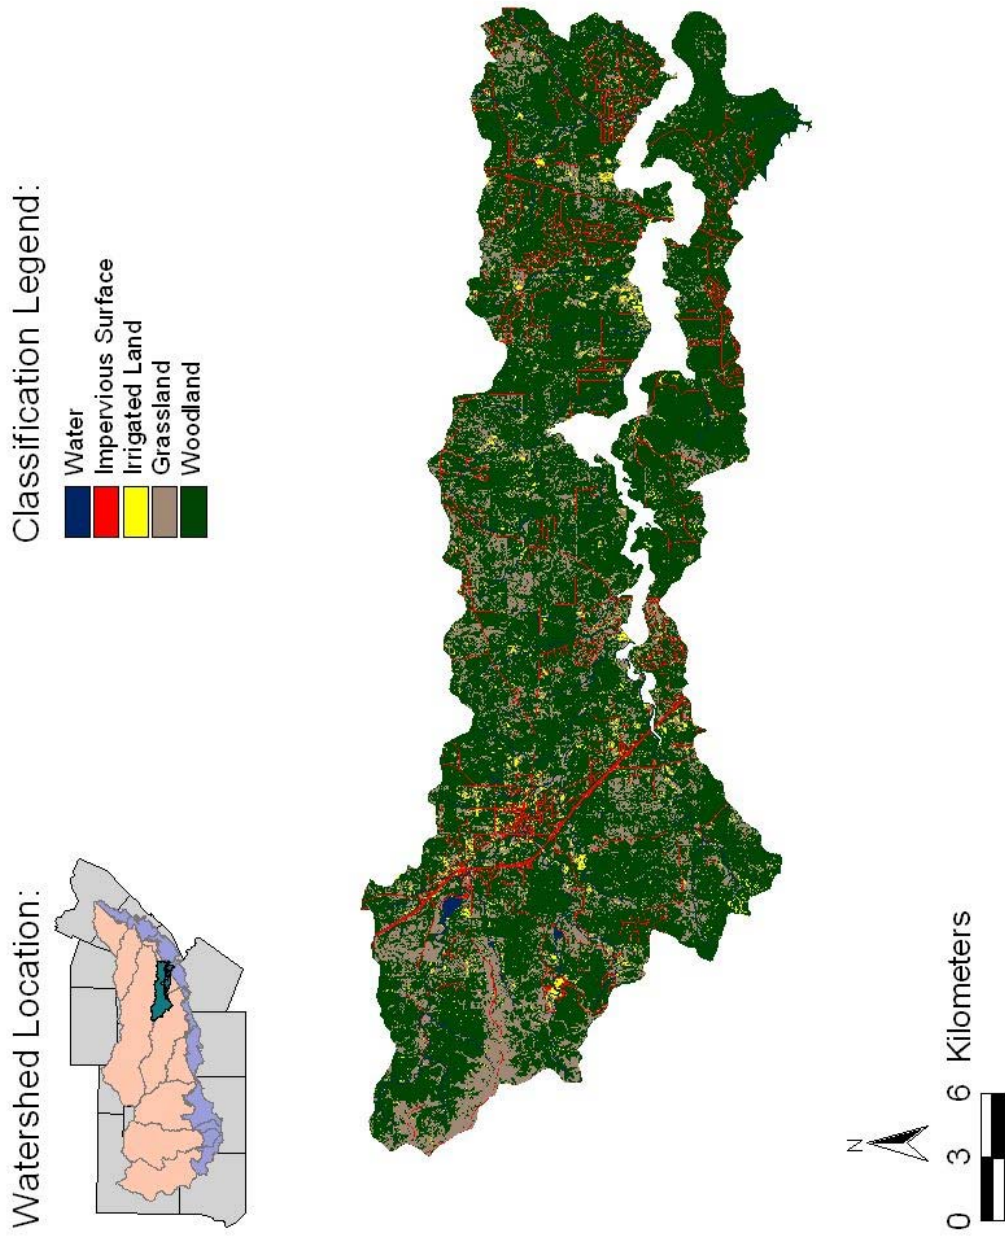 Watershed Location:
Classification Legend:
Water
Impervious Surface
Irrigated Land
Grassland
Woodland
N
0 3 6 Kilometers